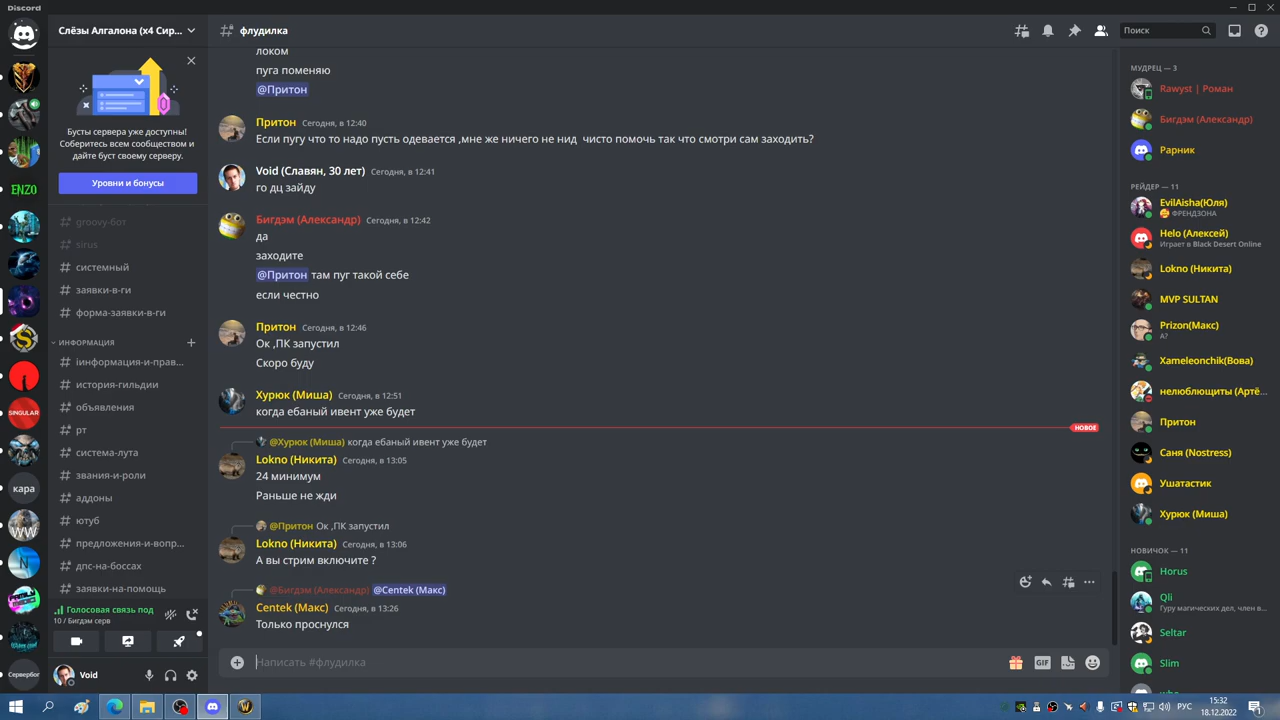 Discord
Слёзы Алгалона (x4 Сир...
флудилка
Поиск
Бусты сервера уже доступны!
Соберитесь всем сообществом и
дайте буст своему серверу.
Уровни и бонусы
groovy-бот
sirus
системный
заявки-в-ги
форма-заявки-в-ги
ИНФОРМАЦИЯ
іинформация-и-прав...
история-гильдии
объявления
рт
система-лута
звания-и-роли
аддоны
ютуб
предложения-и-вопр...
дпс-на-боссах
заявки-на-помощь
Голосовая связь под
10 / Бигдэм серв
Void
ENZO
SINGULAR
кара
WW
Сервербог
локом
пуга поменяю
@Притон
Притон Сегодня, в 12:40
Если пугу что то надо пусть одевается ,мне же ничего не нид чисто помочь так что смотри сам заходить?
Void (Славян, 30 лет) Сегодня, в 12:41
го дц зайду
Бигдэм (Александр) Сегодня, в 12:42
да
заходите
@Притон там пуг такой себе
если честно
Притон Сегодня, в 12:46
Ок ,ПК запустил
Скоро буду
Хурюк (Миша) Сегодня, в 12:51
когда ебаный ивент уже будет
НОВОЕ
@Хурюк (Миша) когда ебаный ивент уже будет
Lokno (Никита) Сегодня, в 13:05
24 минимум
Раньше не жди
@Притон Ок ,ПК запустил
Lokno (Никита) Сегодня, в 13:06
А вы стрим включите ?
@Бигдэм (Александр) @Centek (Макс)
Centek (Макс) Сегодня, в 13:26
Только проснулся
Написать #флудилка
GIF
МУДРЕЦ — 3
Rawyst | Роман
Бигдэм (Александр)
Рарник
РЕЙДЕР — 11
EvilAisha(Юля)
ФРЕНДЗОНА
Helo (Алексей)
Играет в Black Desert Online
Lokno (Никита)
MVP SULTAN
Prizon(Макс)
А?
Xameleonchik(Вова)
нелюблющиты (Артё...
Притон
Саня (Nostress)
Ушатастик
Хурюк (Миша)
НОВИЧОК — 11
Horus
Qli
Гуру магических дел, член в...
Seltar
Slim
who
РУС
15:32
18.12.2022